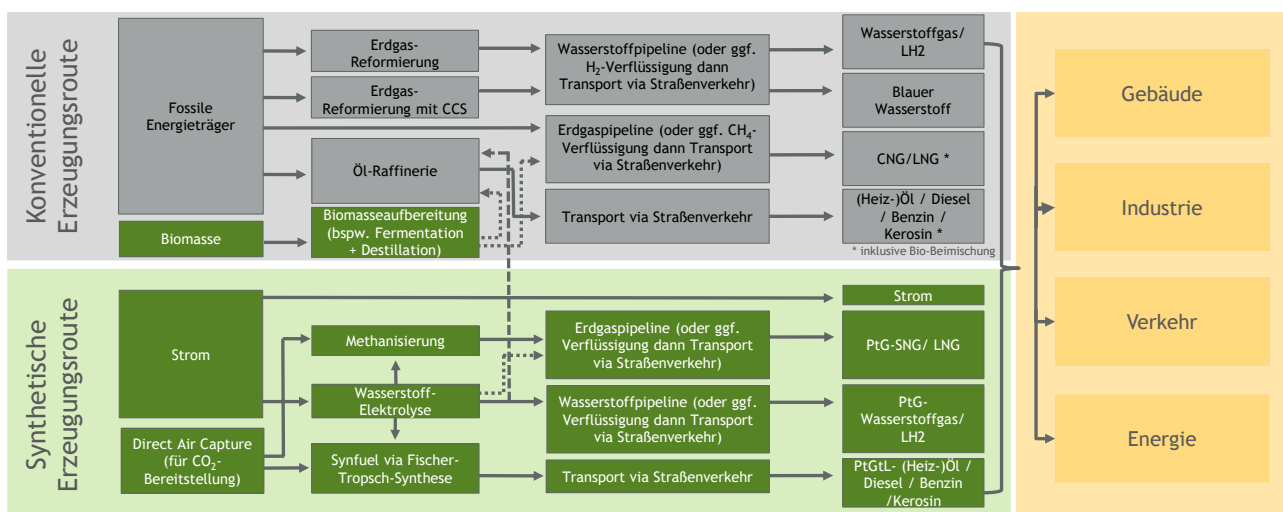 Konventionelle
Erzeugungsroute
Fossile
Energieträger
Biomasse
Erdgas-
Reformierung
Erdgas-
Reformierung mit CCS
Öl-Raffinerie
Biomasseaufbereitung
(bspw. Fermentation
+ Destillation)
Wasserstoffpipeline (oder ggf.
H₂-Verflüssigung dann
Transport via Straßenverkehr)
Erdgaspipeline (oder ggf. CH₄-
Verflüssigung dann Transport
via Straßenverkehr)
Transport via Straßenverkehr
Wasserstoffgas/
LH2
Blauer
Wasserstoff
CNG/LNG *
(Heiz-)Öl / Diesel
/ Benzin /
Kerosin *
* inklusive Bio-Beimischung
Synthetische
Erzeugungsroute
Strom
Direct Air Capture
(für CO₂-
Bereitstellung)
Methanisierung
Wasserstoff-
Elektrolyse
Synfuel via Fischer-
Tropsch-Synthese
Erdgaspipeline (oder ggf.
Verflüssigung dann Transport
via Straßenverkehr)
Wasserstoffpipeline (oder ggf.
Verflüssigung dann Transport
via Straßenverkehr)
Transport via Straßenverkehr
Strom
PtG-SNG/ LNG
PtG-
Wasserstoffgas/
LH2
PtGtL- (Heiz-)Öl /
Diesel / Benzin
/Kerosin
Gebäude
Industrie
Verkehr
Energie